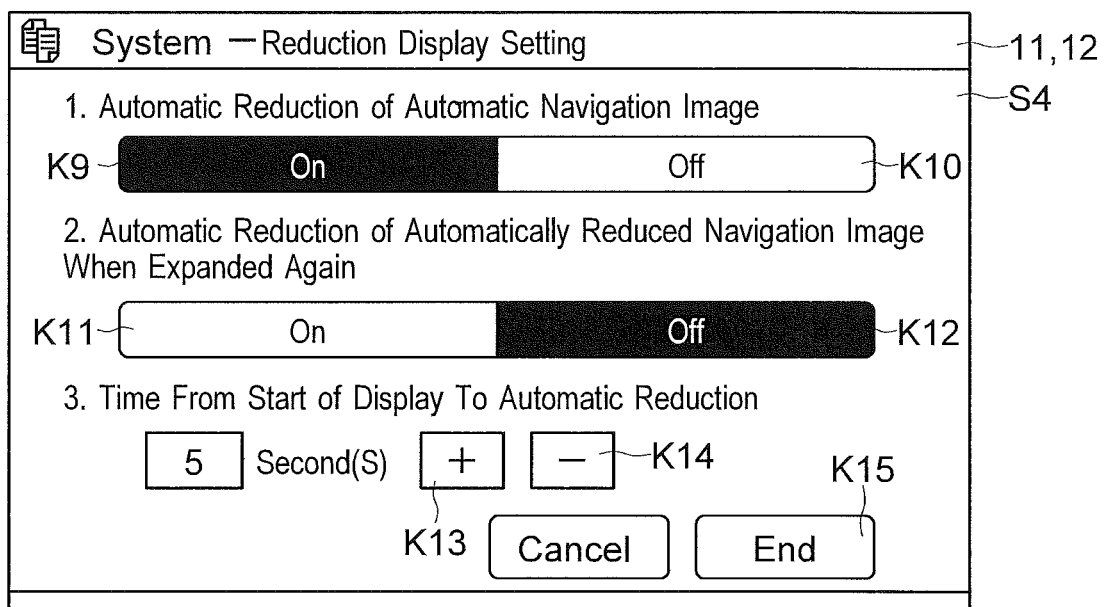 System — Reduction Display Setting
11,12
S4
1. Automatic Reduction of Automatic Navigation Image
K9 On Off K10
2. Automatic Reduction of Automatically Reduced Navigation Image
When Expanded Again
K11 On Off K12
3. Time From Start of Display To Automatic Reduction
5 Second(S) + − K14
K15
K13 Cancel End